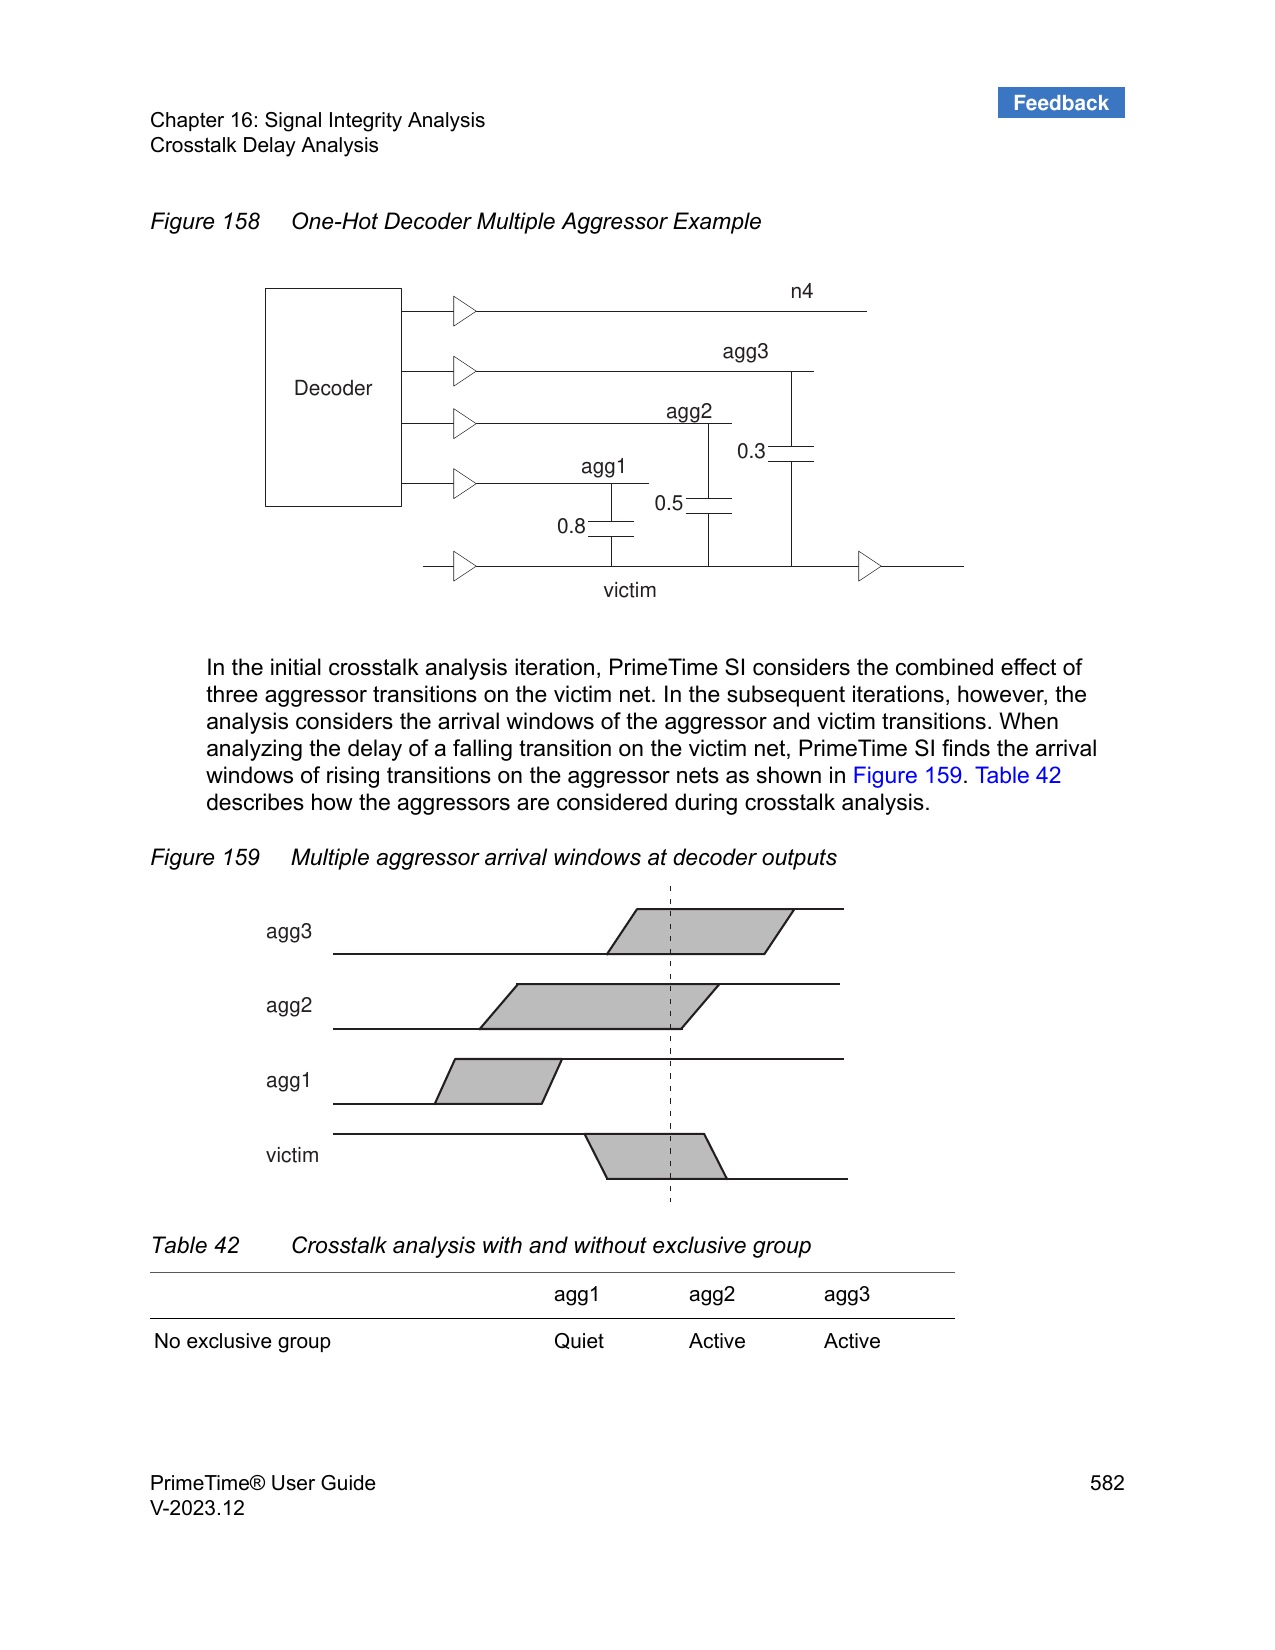 Feedback
Chapter 16: Signal Integrity Analysis
Crosstalk Delay Analysis
Figure 158 One-Hot Decoder Multiple Aggressor Example
n4
agg3
Decoder
agg2
0.3
agg1
0.5
0.8
victim
In the initial crosstalk analysis iteration, PrimeTime SI considers the combined effect of
three aggressor transitions on the victim net. In the subsequent iterations, however, the
analysis considers the arrival windows of the aggressor and victim transitions. When
analyzing the delay of a falling transition on the victim net, PrimeTime SI finds the arrival
windows of rising transitions on the aggressor nets as shown in Figure 159. Table 42
describes how the aggressors are considered during crosstalk analysis.
Figure 159 Multiple aggressor arrival windows at decoder outputs
agg3
agg2
agg1
victim
Table 42 Crosstalk analysis with and without exclusive group
agg1 agg2 agg3
No exclusive group Quiet Active Active
PrimeTime® User Guide 582
V-2023.12